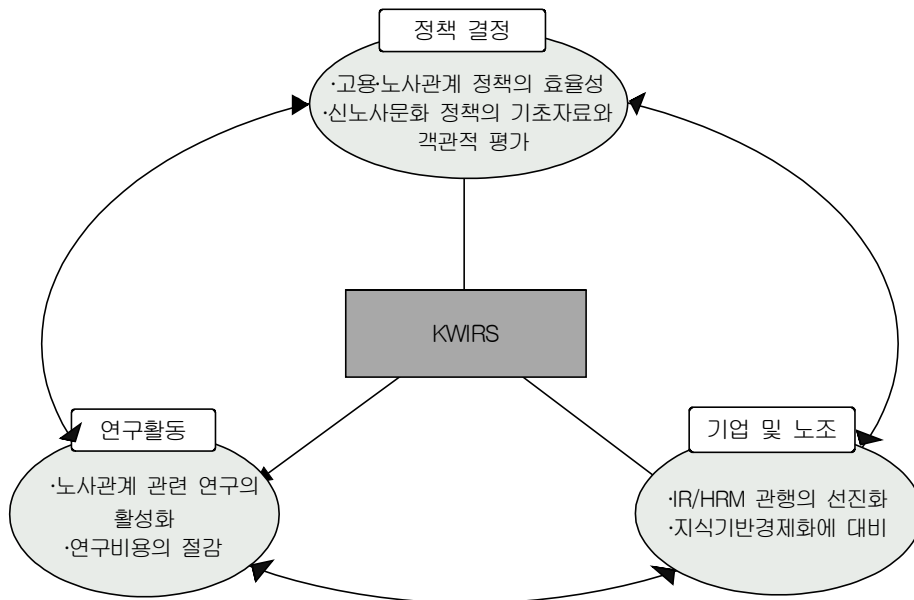 정책 결정
·고용·노사관계 정책의 효율성
·신노사문화 정책의 기초자료와
객관적 평가
KWIRS
연구활동
·노사관계 관련 연구의
활성화
·연구비용의 절감
기업 및 노조
·IR/HRM 관행의 선진화
·지식기반경제화에 대비